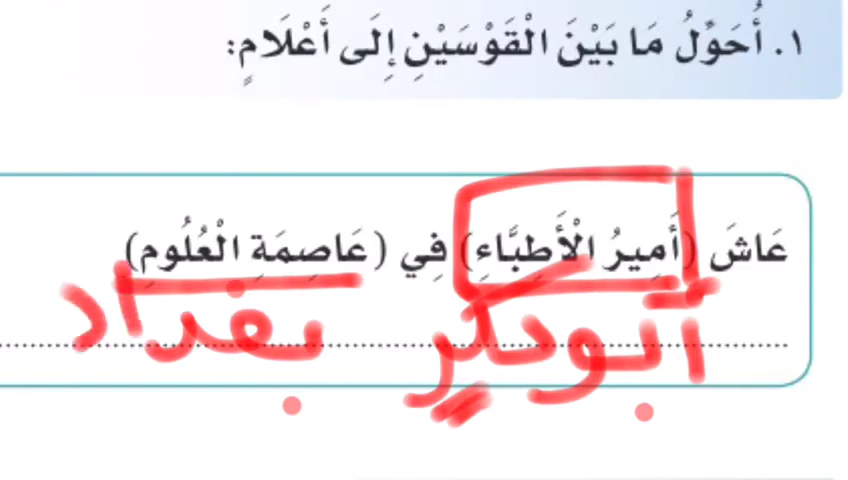 ١. أُحَوِّلُ مَا بَيْنَ الْقَوْسَيْنِ إِلَى أَعْلَامٍ:
عَاشَ (أَمِيرُ الْأَطِبَّاءِ) فِي (عَاصِمَةِ الْعُلُومِ)
أبو بكر بغداد